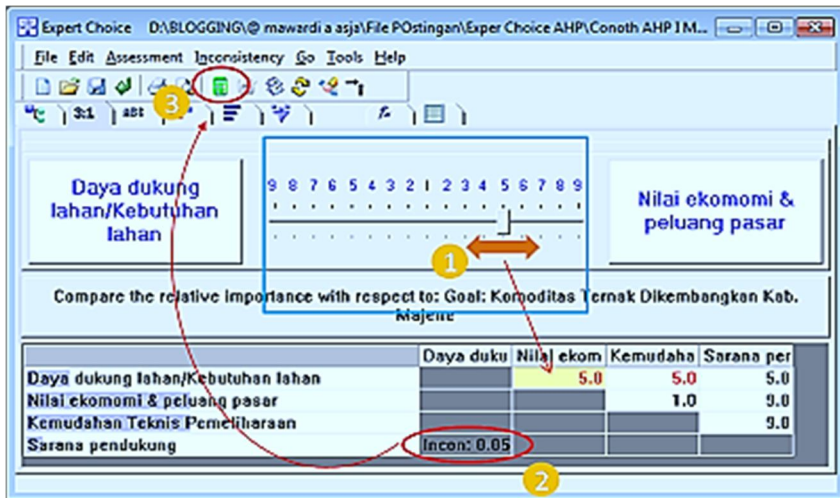 Expert Choice D:\BLOGGING\@ mawardi a asja\File POstingan\Exper Choice AHP\Conoth AHP I M...
File Edit Assessment Inconsistency Go Tools Help
3
3:1 ABC
Daya dukung
lahan/Kebutuhan
lahan
9 8 7 6 5 4 3 2 1 2 3 4 5 6 7 8 9
Nilai ekomomi &
peluang pasar
1
Compare the relative importance with respect to: Goal: Komoditas Ternak Dikembangkan Kab.
Majene
Daya duku Nilai ekom Kemudaha Sarana per
Daya dukung lahan/Kebutuhan lahan 5.0 5.0 5.0
Nilai ekomomi & peluang pasar 1.0 9.0
Kemudahan Teknis Pemeliharaan 9.0
Sarana pendukung Incon: 0.05
2